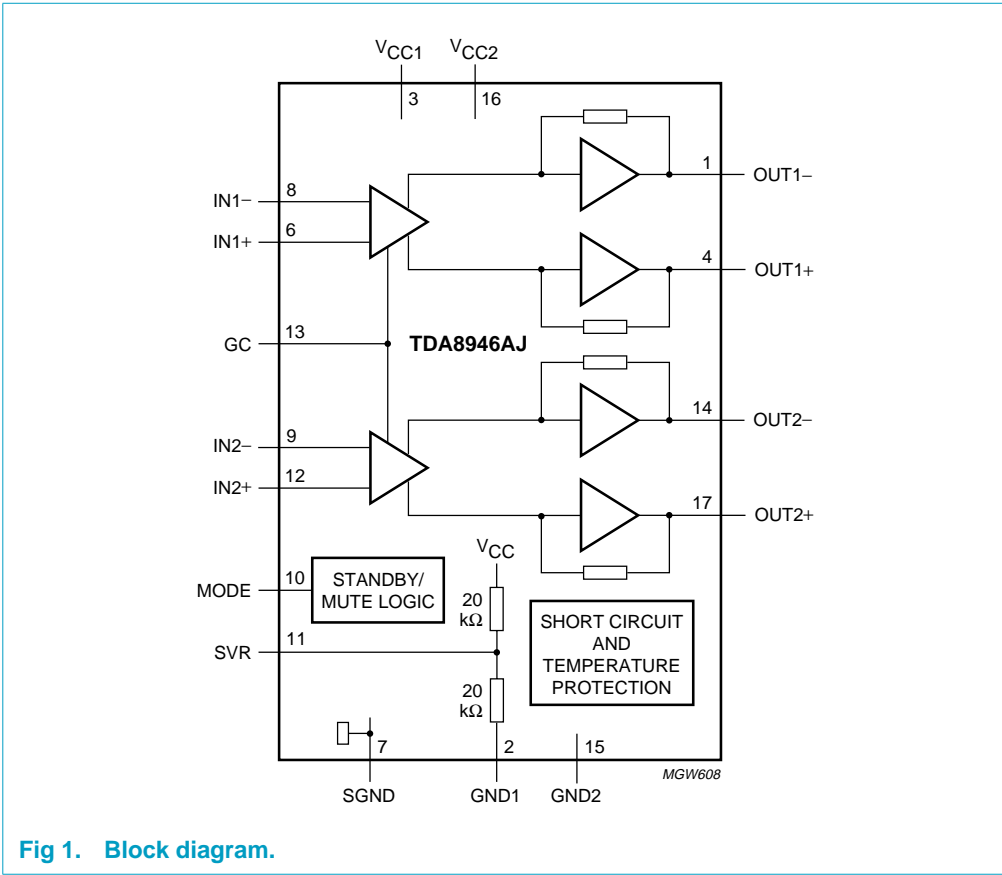 VCC1 VCC2
3 16
1 OUT1−
IN1− 8
IN1+ 6
4 OUT1+
GC 13 TDA8946AJ
14 OUT2−
IN2− 9
IN2+ 12
17 OUT2+
VCC
MODE 10
STANDBY/
MUTE LOGIC
20
kΩ
SVR 11
SHORT CIRCUIT
AND
TEMPERATURE
PROTECTION
20
kΩ
7 2 15
MGW608
SGND GND1 GND2
Fig 1. Block diagram.